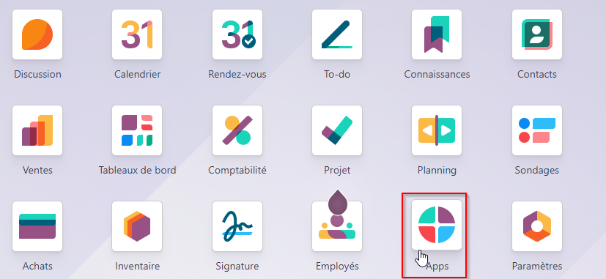 31 31
Discussion Calendrier Rendez-vous To-do Connaissances Contacts
Ventes Tableaux de bord Comptabilité Projet Planning Sondages
Achats Inventaire Signature Employés Apps Paramètres